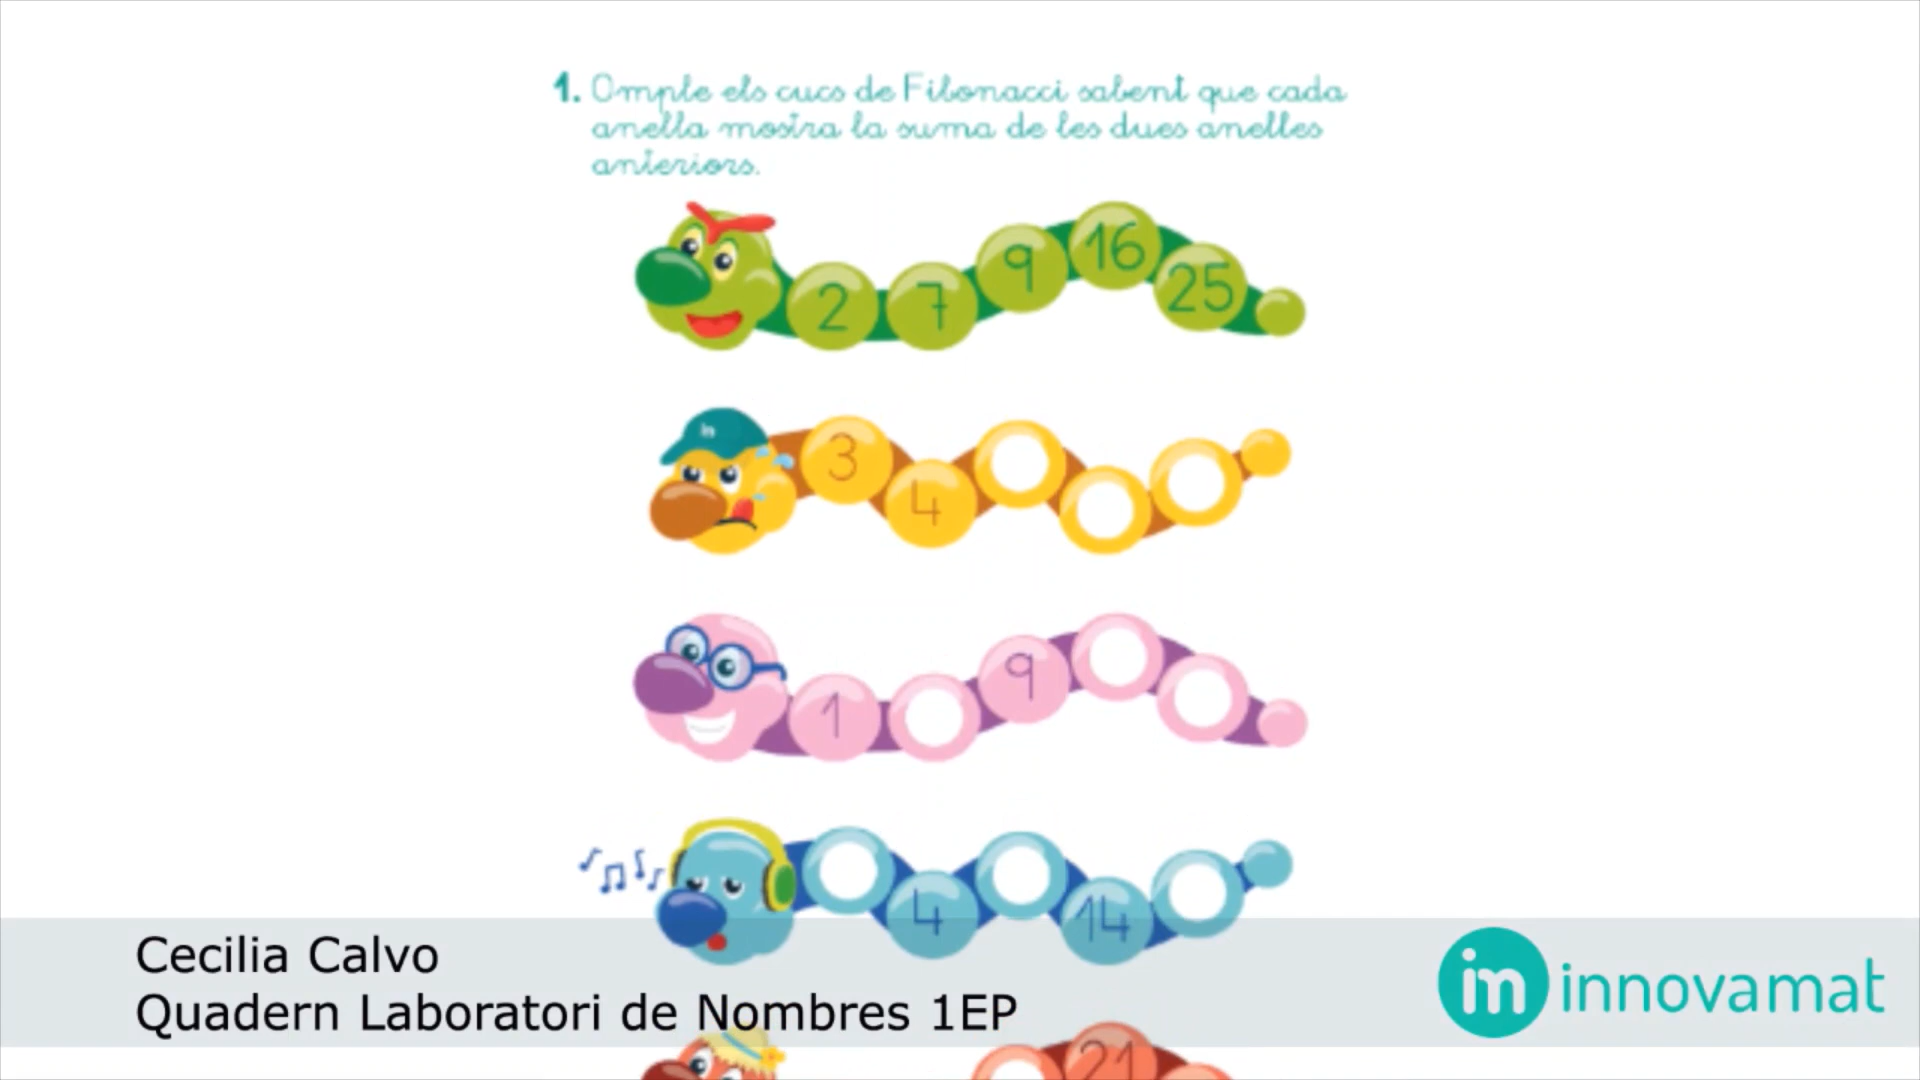 1. Omple els cucs de Fibonacci sabent que cada
anella mostra la suma de les dues anelles
anteriors.
2 7 9 16 25
in
3 4
1 9
4 14
Cecilia Calvo
Quadern Laboratori de Nombres 1EP
in innovamat
21